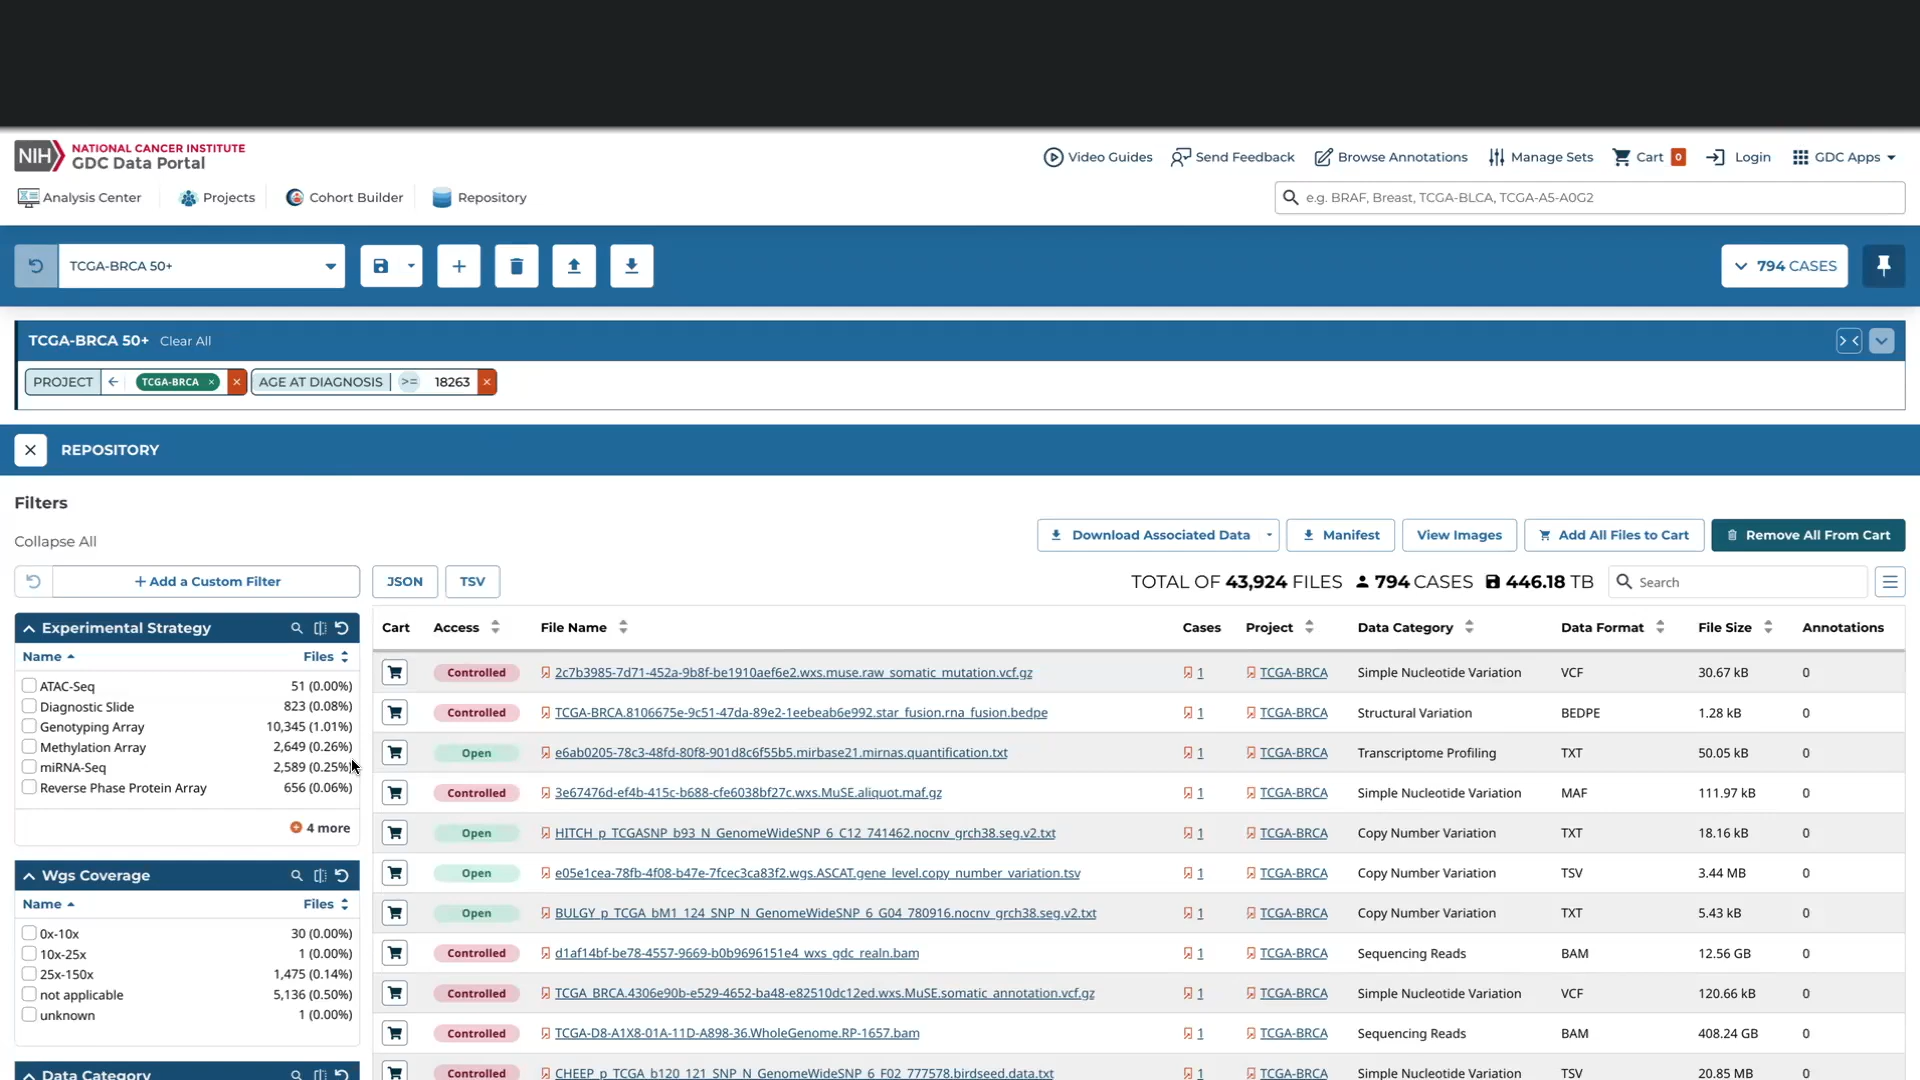 NIH NATIONAL CANCER INSTITUTE
GDC Data Portal
Video Guides Send Feedback Browse Annotations Manage Sets Cart 0 Login GDC Apps
Analysis Center Projects Cohort Builder Repository
e.g. BRAF, Breast, TCGA-BLCA, TCGA-A5-A0G2
TCGA-BRCA 50+
794 CASES
TCGA-BRCA 50+ Clear All
PROJECT TCGA-BRCA AGE AT DIAGNOSIS >= 18263
REPOSITORY
Filters
Collapse All
Download Associated Data Manifest View Images Add All Files to Cart Remove All From Cart
+ Add a Custom Filter
JSON TSV TOTAL OF 43,924 FILES 794 CASES 446.18 TB Search
Experimental Strategy
Name Files
ATAC-Seq 51 (0.00%)
Diagnostic Slide 823 (0.08%)
Genotyping Array 10,345 (1.01%)
Methylation Array 2,649 (0.26%)
miRNA-Seq 2,589 (0.25%)
Reverse Phase Protein Array 656 (0.06%)
4 more
Wgs Coverage
Name Files
0x-10x 30 (0.00%)
10x-25x 1 (0.00%)
25x-150x 1,475 (0.14%)
not applicable 5,136 (0.50%)
unknown 1 (0.00%)
Data Category
Cart Access File Name Cases Project Data Category Data Format File Size Annotations
Controlled 2c7b3985-7d71-452a-9b8f-be1910aef6e2.wxs.muse.raw_somatic_mutation.vcf.gz 1 TCGA-BRCA Simple Nucleotide Variation VCF 30.67 kB 0
Controlled TCGA-BRCA.8106675e-9c51-47da-89e2-1eebeab6e992.star_fusion.rna_fusion.bedpe 1 TCGA-BRCA Structural Variation BEDPE 1.28 kB 0
Open e6ab0205-78c3-48fd-80f8-901d8c6f55b5.mirbase21.mirnas.quantification.txt 1 TCGA-BRCA Transcriptome Profiling TXT 50.05 kB 0
Controlled 3e67476d-ef4b-415c-b688-cfe6038bf27c.wxs.MuSE.aliquot.maf.gz 1 TCGA-BRCA Simple Nucleotide Variation MAF 111.97 kB 0
Open HITCH_p_TCGASNP_b93_N_GenomeWideSNP_6_C12_741462.nocnv_grch38.seg.v2.txt 1 TCGA-BRCA Copy Number Variation TXT 18.16 kB 0
Open e05e1cea-78fb-4f08-b47e-7fcec3ca83f2.wgs.ASCAT.gene_level.copy_number_variation.tsv 1 TCGA-BRCA Copy Number Variation TSV 3.44 MB 0
Open BULGY_p_TCGA_bM1_124_SNP_N_GenomeWideSNP_6_G04_780916.nocnv_grch38.seg.v2.txt 1 TCGA-BRCA Copy Number Variation TXT 5.43 kB 0
Controlled d1af14bf-be78-4557-9669-b0b9696151e4_wxs_gdc_realn.bam 1 TCGA-BRCA Sequencing Reads BAM 12.56 GB 0
Controlled TCGA_BRCA.4306e90b-e529-4652-ba48-e82510dc12ed.wxs.MuSE.somatic_annotation.vcf.gz 1 TCGA-BRCA Simple Nucleotide Variation VCF 120.66 kB 0
Controlled TCGA-D8-A1X8-01A-11D-A898-36.WholeGenome.RP-1657.bam 1 TCGA-BRCA Sequencing Reads BAM 408.24 GB 0
Controlled CHEEP_p_TCGA_b120_121_SNP_N_GenomeWideSNP_6_F02_777578.birdseed.data.txt 1 TCGA-BRCA Simple Nucleotide Variation TSV 20.85 MB 0